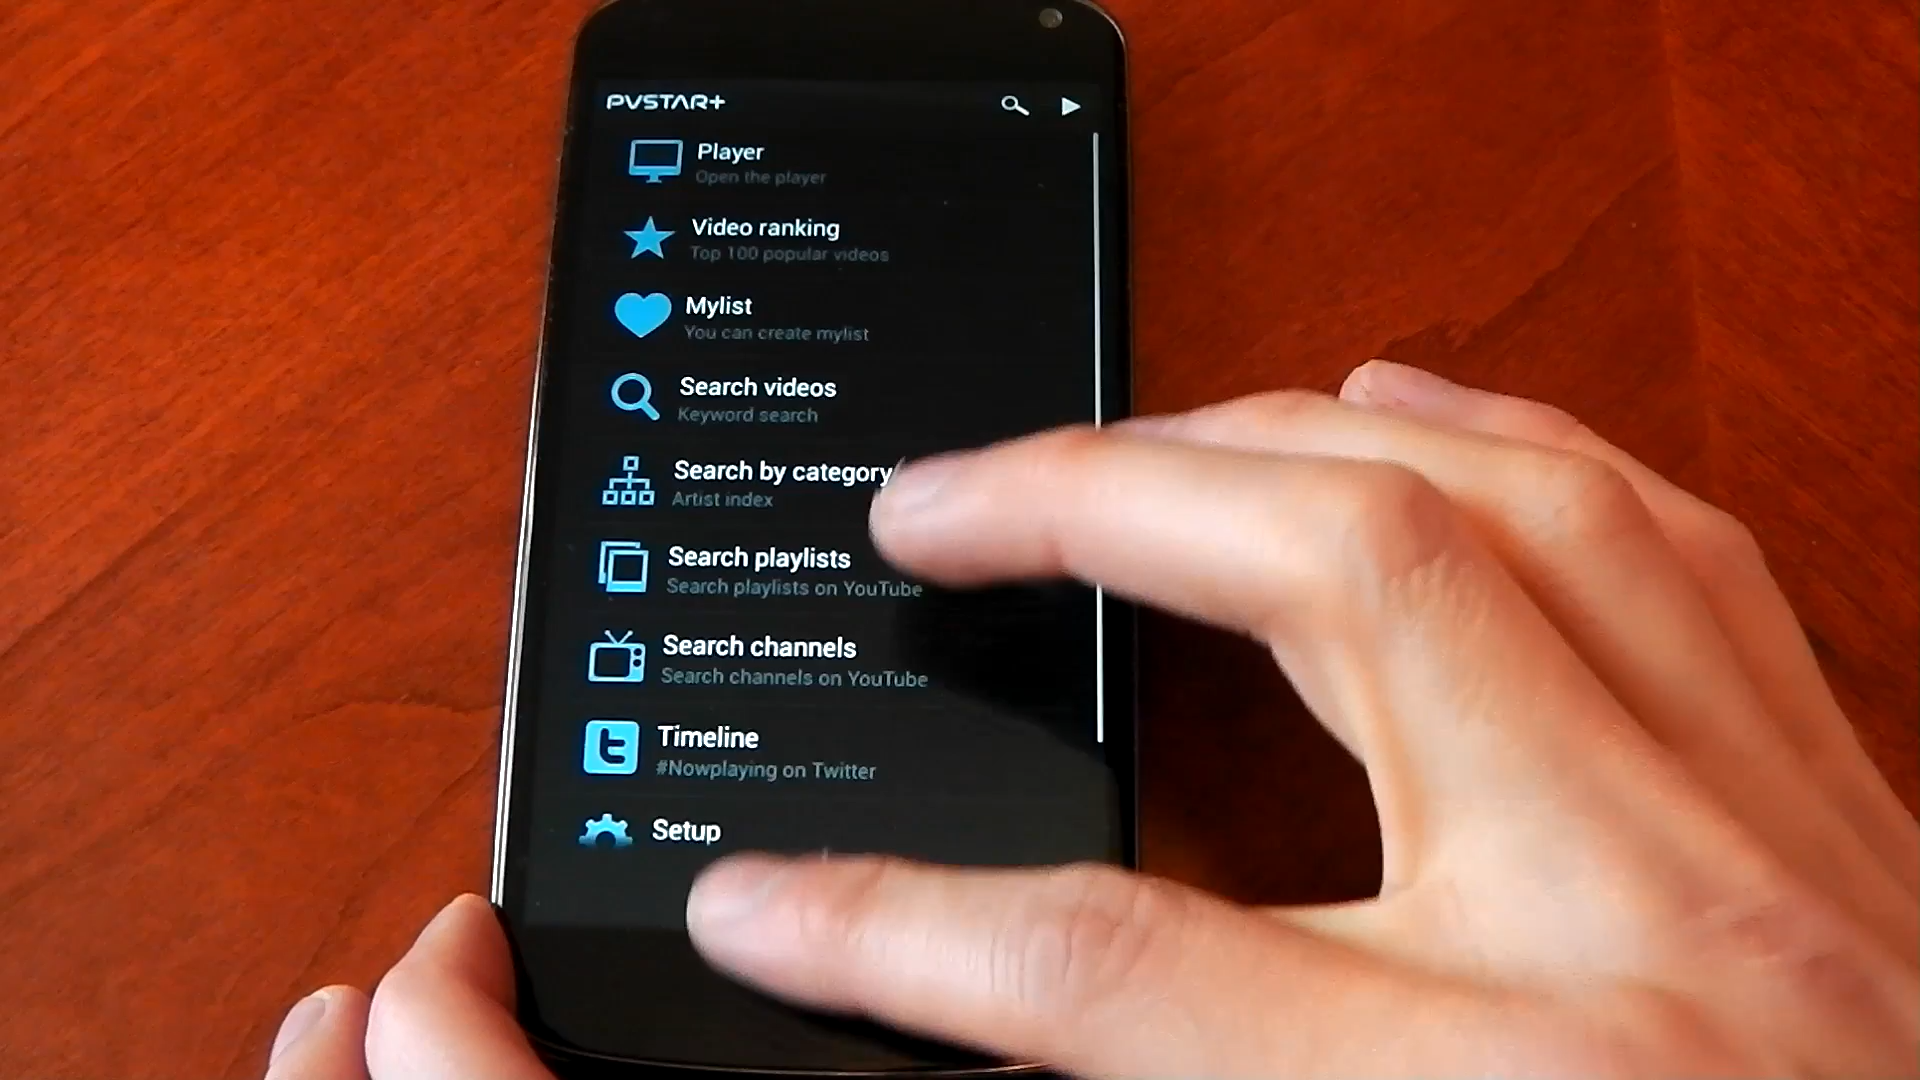 PVSTAR+
Player
Open the player
Video ranking
Top 100 popular videos
Mylist
You can create mylist
Search videos
Keyword search
Search by category
Artist index
Search playlists
Search playlists on YouTube
Search channels
Search channels on YouTube
Timeline
#Nowplaying on Twitter
Setup